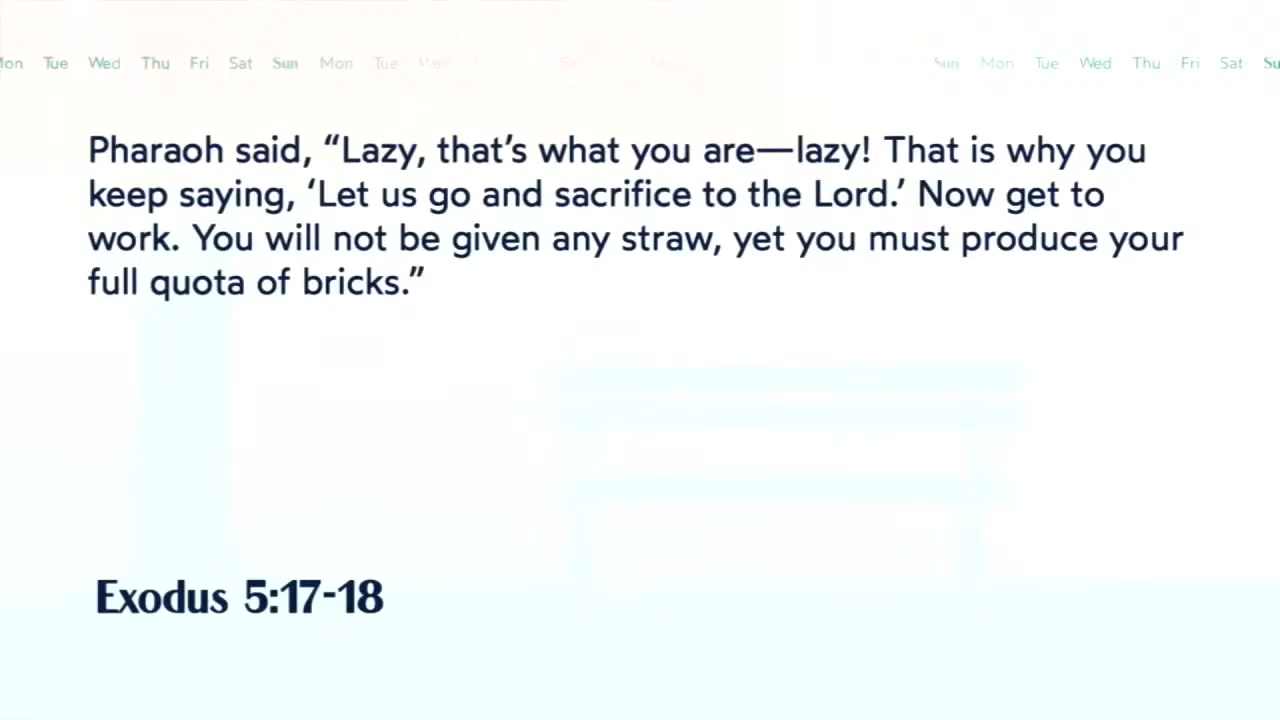 Mon Tue Wed Thu Fri Sat Sun Mon Tue Wed Sun Mon Tue Wed Thu Fri Sat Su
Pharaoh said, “Lazy, that’s what you are—lazy! That is why you
keep saying, ‘Let us go and sacrifice to the Lord.’ Now get to
work. You will not be given any straw, yet you must produce your
full quota of bricks.”
Exodus 5:17-18